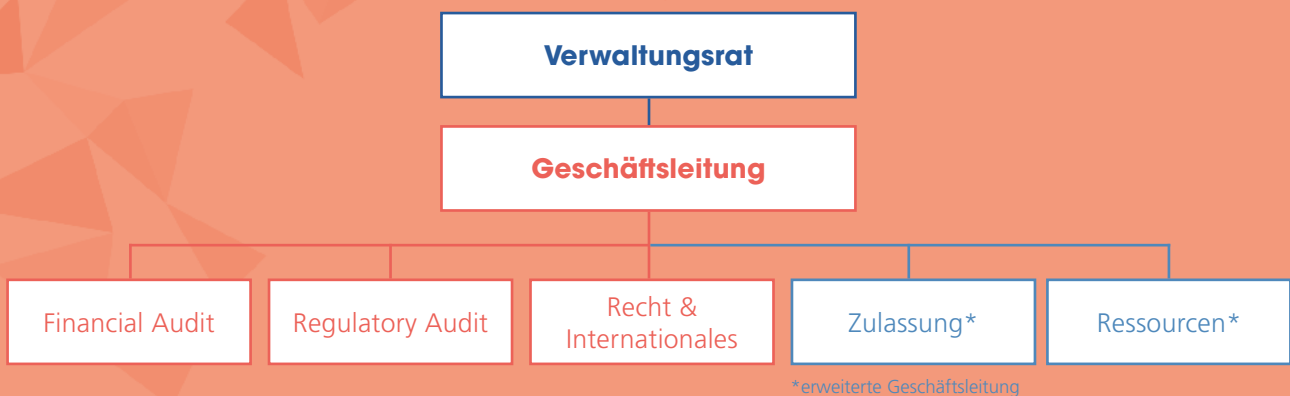 Verwaltungsrat
Geschäftsleitung
Financial Audit
Regulatory Audit
Recht &
Internationales
Zulassung*
Ressourcen*
*erweiterte Geschäftsleitung